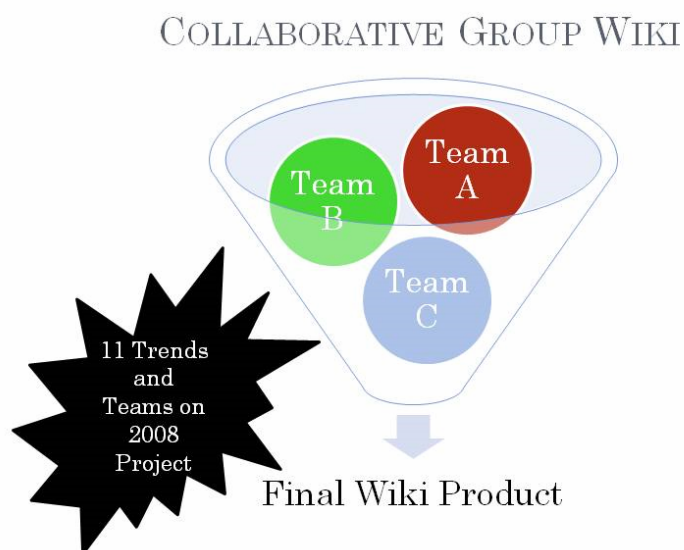 COLLABORATIVE GROUP WIKI
Team
A
Team
B
Team
C
11 Trends
and
Teams on
2008
Project
Final Wiki Product